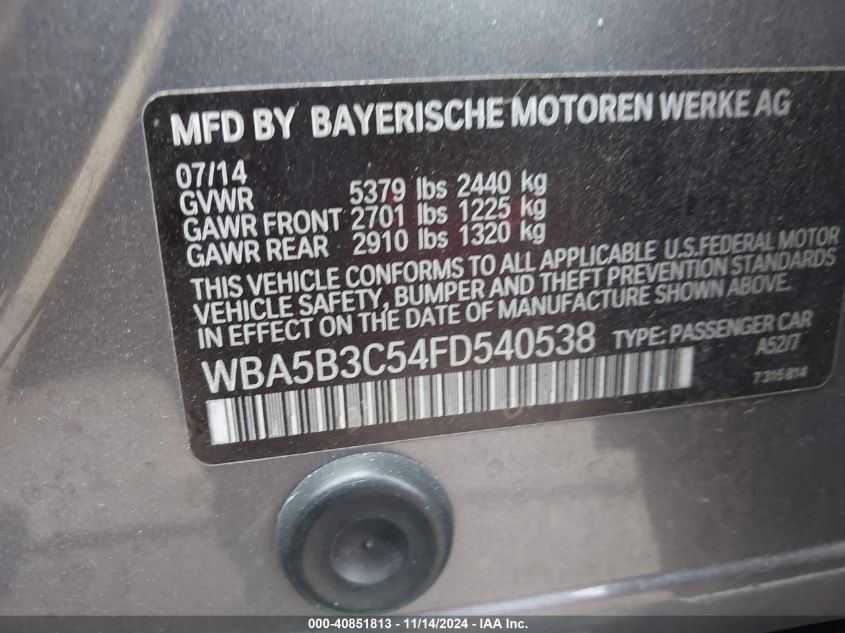 MFD BY BAYERISCHE MOTOREN WERKE AG
07/14
GVWR 5379 lbs 2440 kg
GAWR FRONT 2701 lbs 1225 kg
GAWR REAR 2910 lbs 1320 kg
THIS VEHICLE CONFORMS TO ALL APPLICABLE U.S.FEDERAL MOTOR
VEHICLE SAFETY, BUMPER AND THEFT PREVENTION STANDARDS
IN EFFECT ON THE DATE OF MANUFACTURE SHOWN ABOVE.
WBA5B3C54FD540538 TYPE: PASSENGER CAR
A52/7
7 315 814
000-40851813 - 11/14/2024 - IAA Inc.